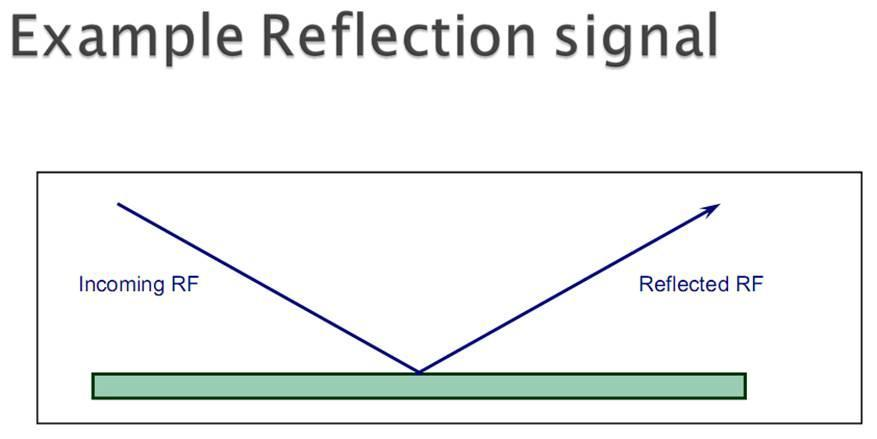 Example Reflection signal
Incoming RF
Reflected RF